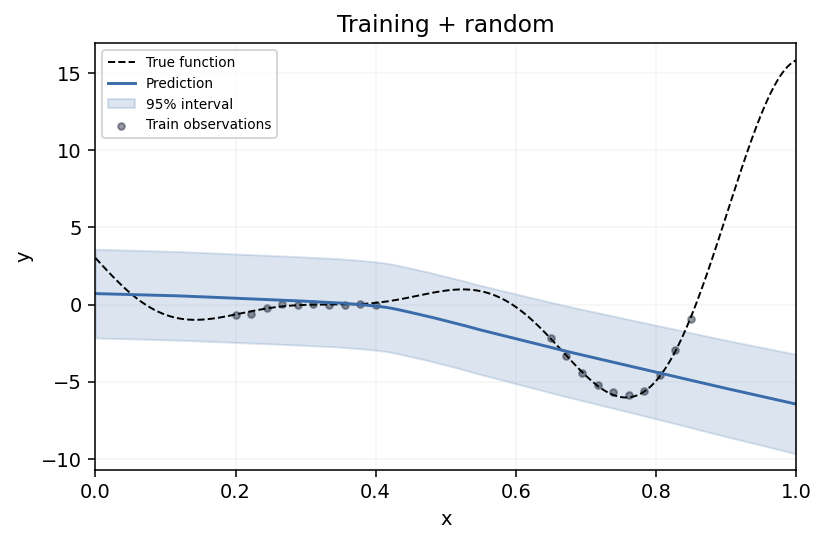 Training + random
True function
Prediction
95% interval
Train observations
15
10
5
0
−5
−10
y
0.0 0.2 0.4 0.6 0.8 1.0
x